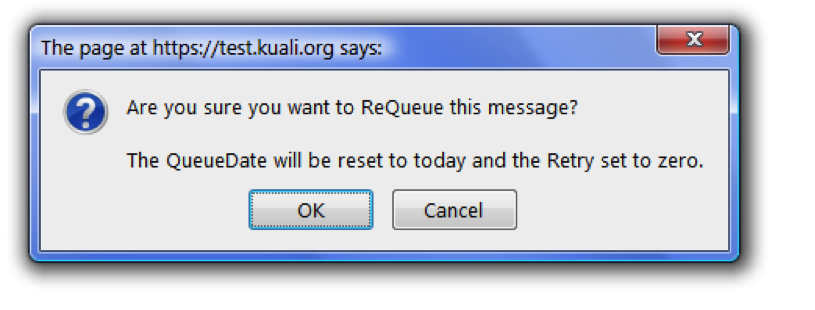 The page at https://test.kuali.org says:
Are you sure you want to ReQueue this message?
The QueueDate will be reset to today and the Retry set to zero.
OK Cancel